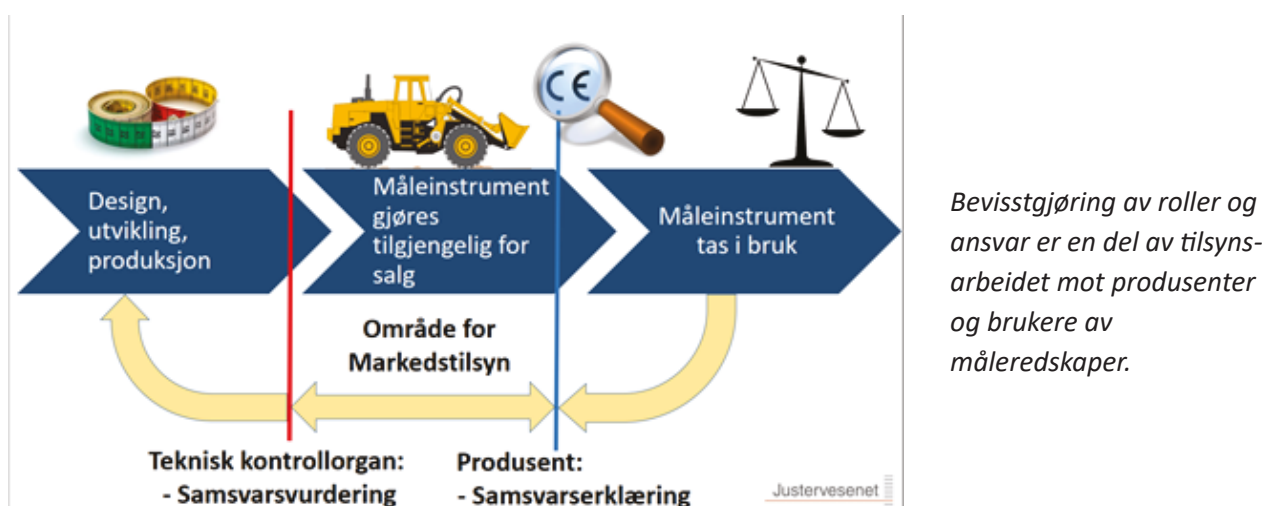 CE
Design,
utvikling,
produksjon
Måleinstrument
gjøres
tilgjengelig for
salg
Måleinstrument
tas i bruk
Område for
Markedstilsyn
Teknisk kontrollorgan:
- Samsvarsvurdering
Produsent:
- Samsvarserklæring
Justervesenet
Bevisstgjøring av roller og
ansvar er en del av tilsyns-
arbeidet mot produsenter
og brukere av
måleredskaper.